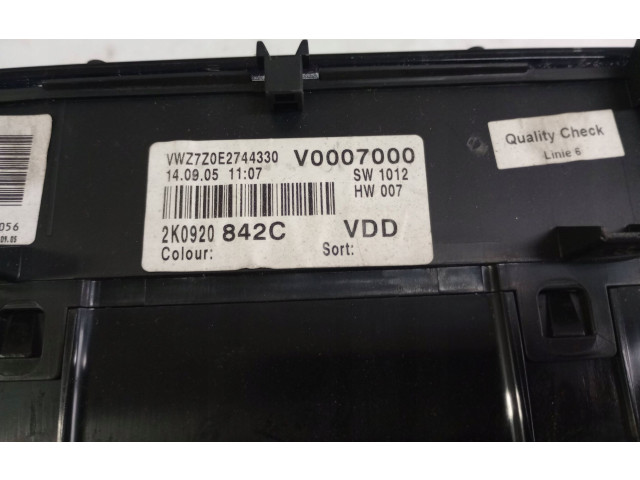 VWZ7Z0E2744330 V0007000
14.09.05 11:07 SW 1012
HW 007
2K0920 842C VDD
Colour: Sort:
Quality Check
Linie 6
056